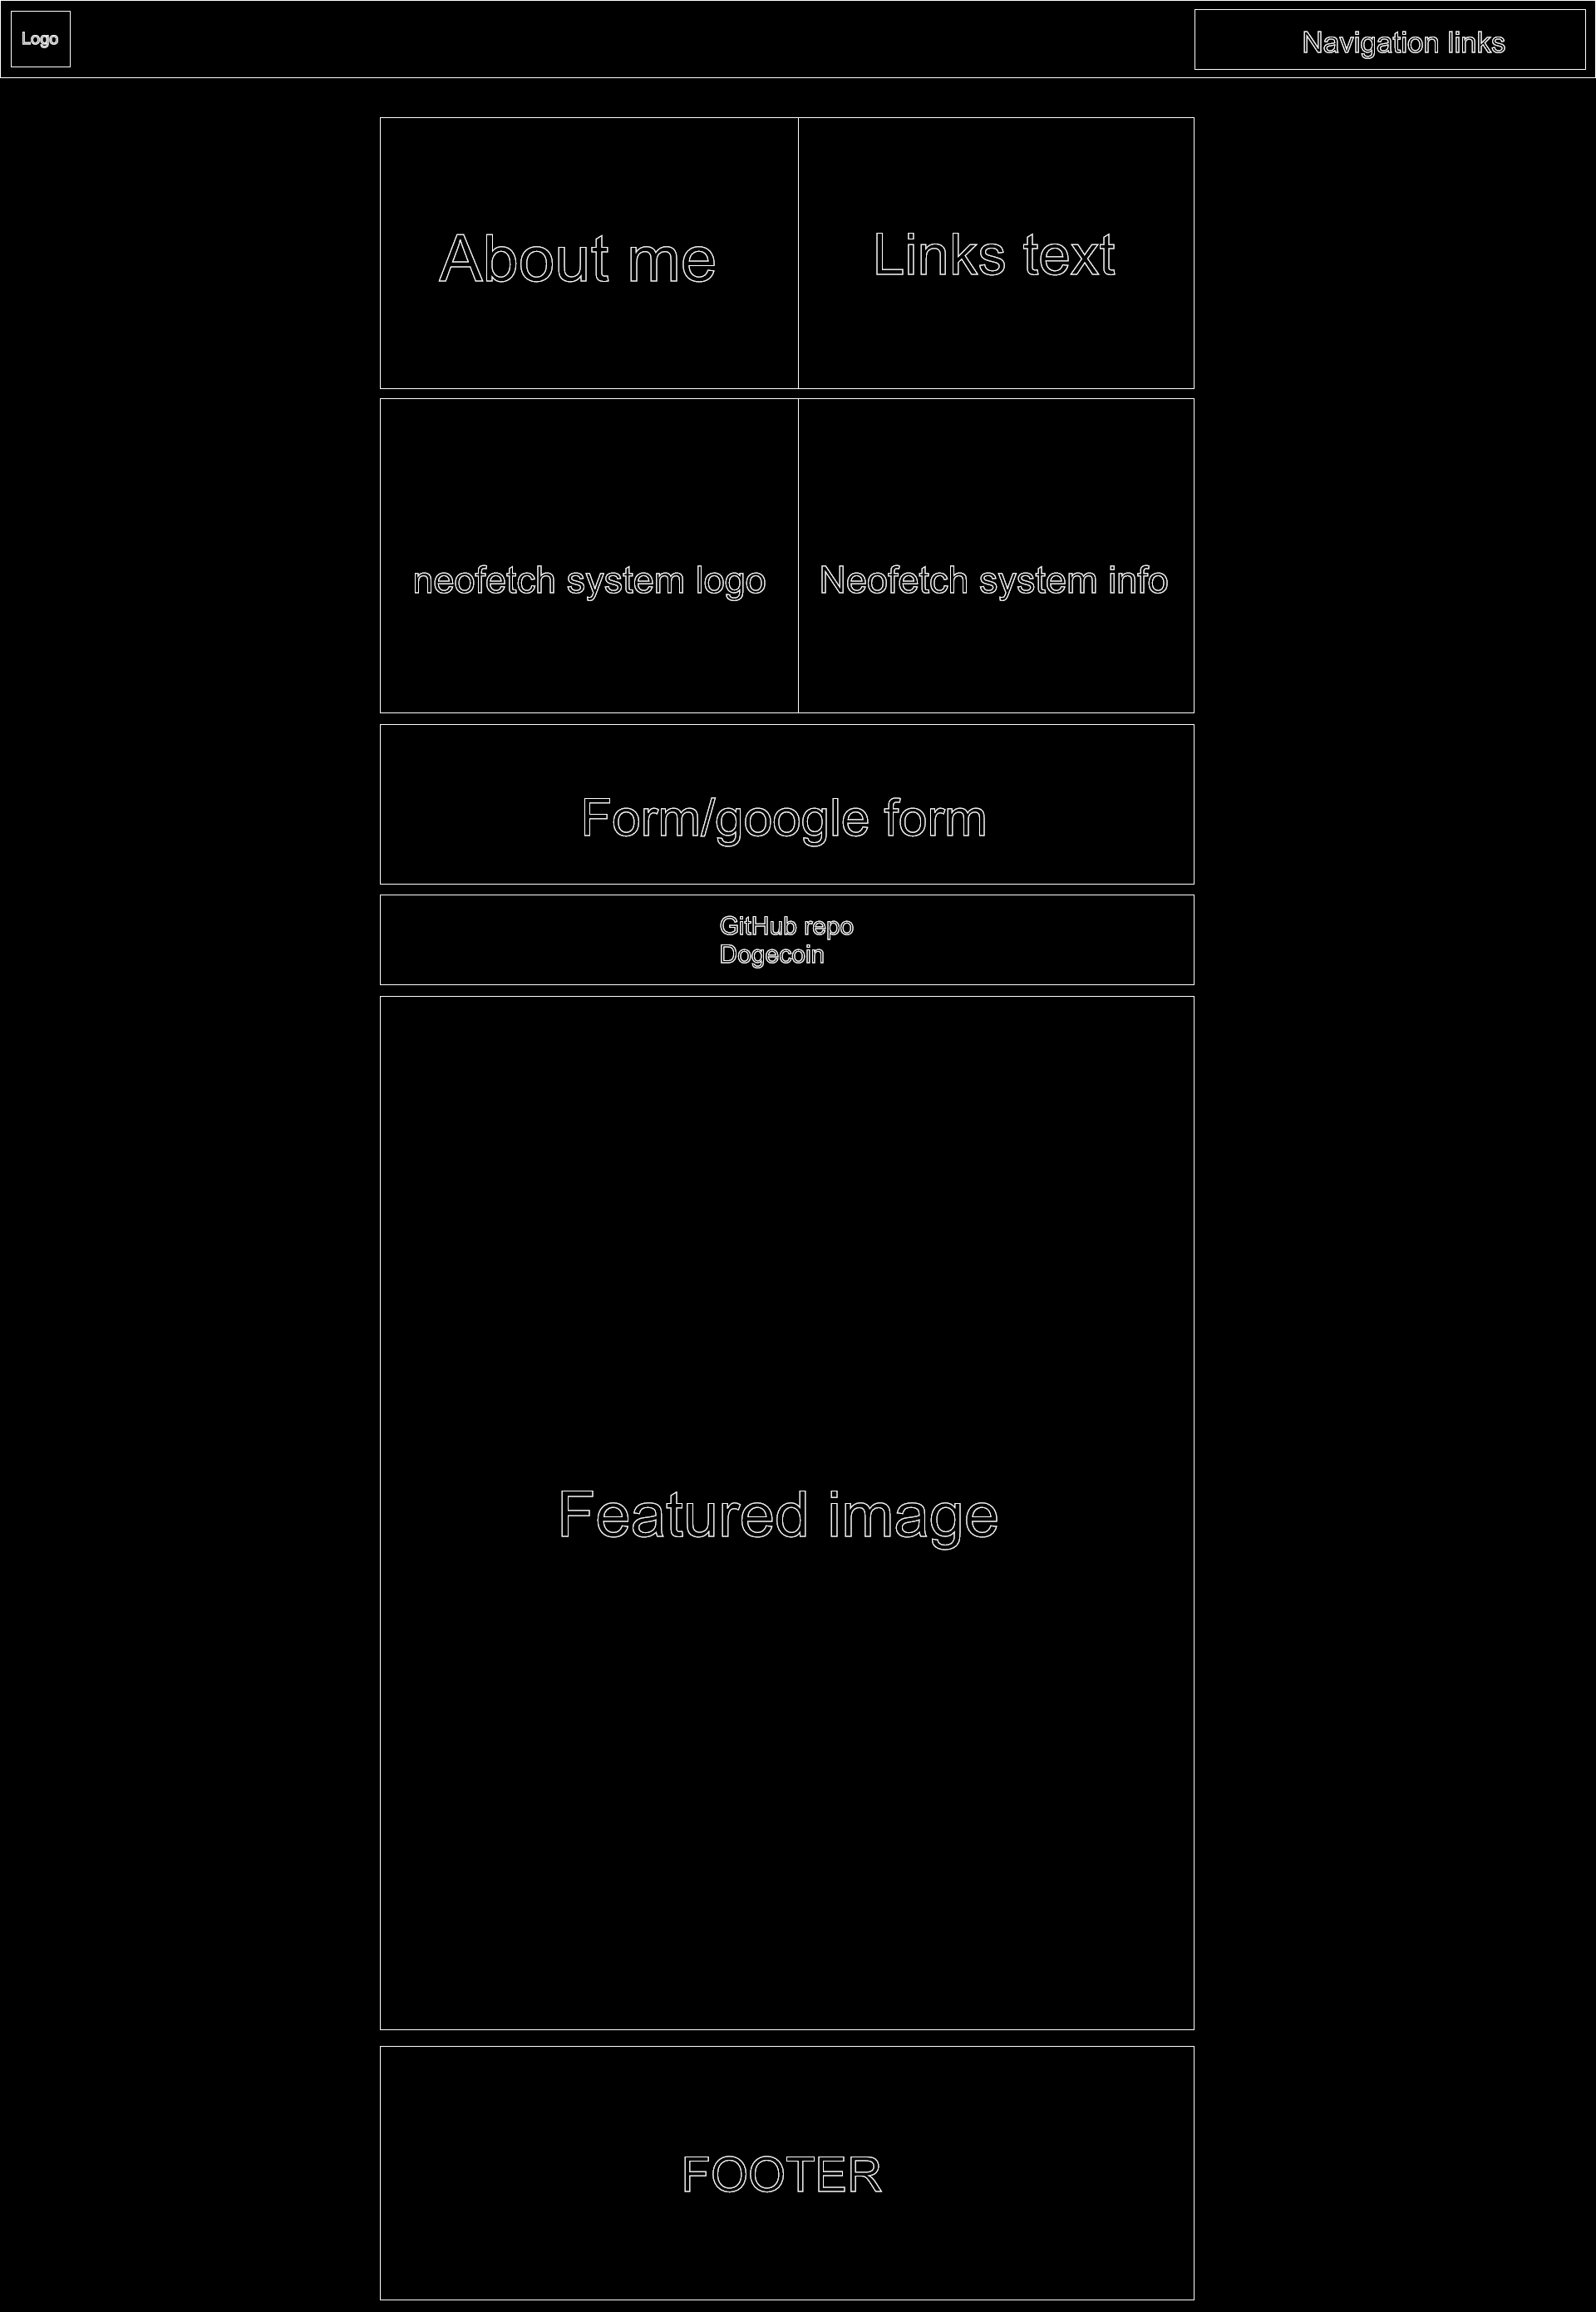 Logo
Navigation links
About me
Links text
neofetch system logo
Neofetch system info
Form/google form
GitHub repo
Dogecoin
Featured image
FOOTER